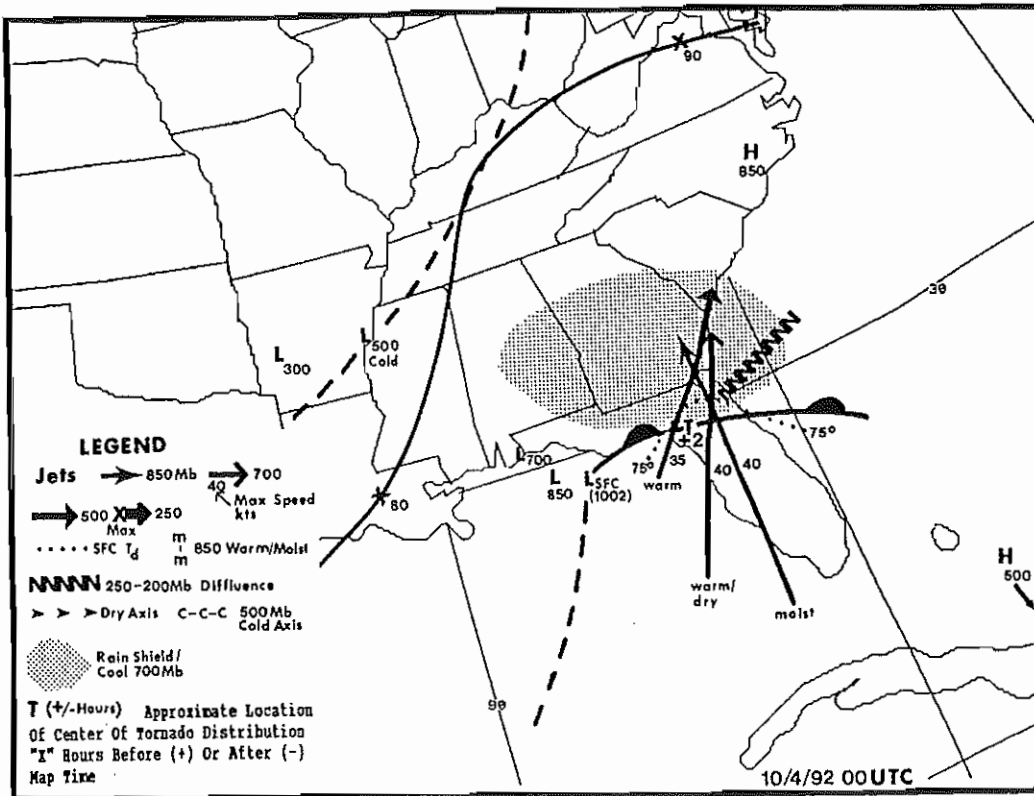 90
H
850
30
L
500
Cold
L
300
LEGEND
Jets 850Mb 700
40 Max Speed
kts
500 X 250
Max
SFC Td m m 850 Warm/Moist
NNNNN 250-200Mb Diffluence
> > > Dry Axis C-C-C 500Mb
Cold Axis
Rain Shield/
Cool 700Mb
T (+/-Hours) Approximate Location
Of Center Of Tornado Distribution
"X" Hours Before (+) Or After (-)
Map Time
X 80
L700
L
850
LSFC
(1002)
75°
T
+2
35
warm
40
40
75°
warm/
dry
moist
H
500
90
10/4/92 00UTC